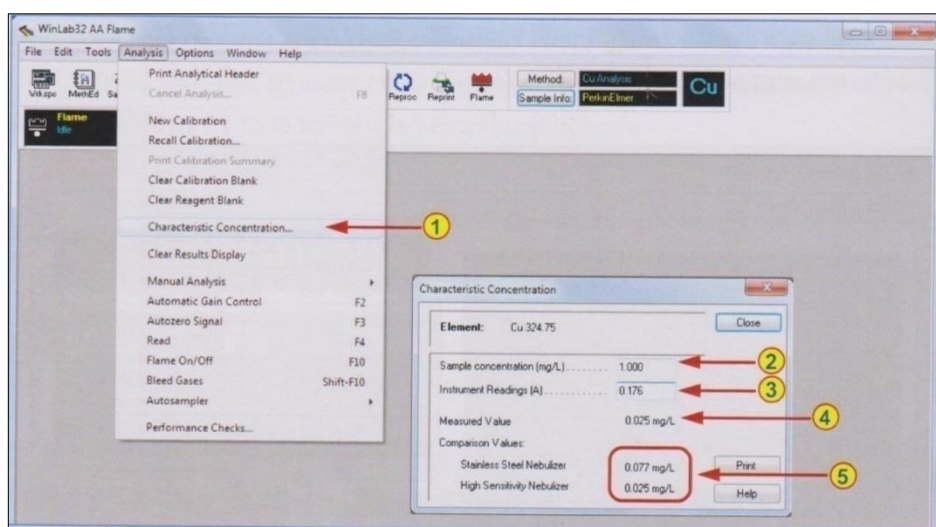 WinLab32 AA Flame
File Edit Tools Analysis Options Window Help
Wrkspc MethEd Reproc Reprint Flame
Method: Cu Analysis
Sample Info: PerkinElmer
Cu
Flame
Idle
Print Analytical Header
Cancel Analysis... F8
New Calibration
Recall Calibration...
Print Calibration Summary
Clear Calibration Blank
Clear Reagent Blank
Characteristic Concentration...
1
Clear Results Display
Manual Analysis
Automatic Gain Control F2
Autozero Signal F3
Read F4
Flame On/Off F10
Bleed Gases Shift-F10
Autosampler
Performance Checks...
Characteristic Concentration
Element: Cu 324.75 Close
Sample concentration (mg/L)........ 1.000 2
Instrument Readings (A)............. 0.176 3
Measured Value 0.025 mg/L 4
Comparison Values:
Stainless Steel Nebulizer 0.077 mg/L Print
5
High Sensitivity Nebulizer 0.025 mg/L Help